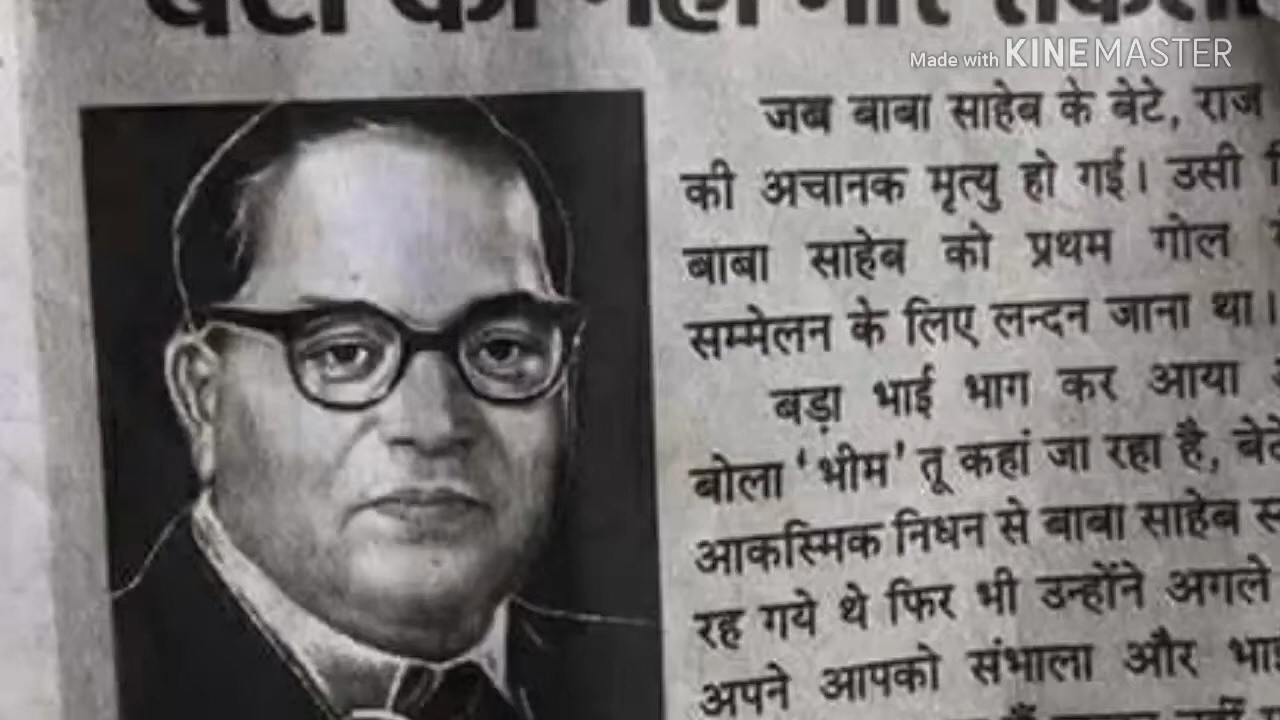 Made with KINEMASTER
जब बाबा साहेब के बेटे, राज
की अचानक मृत्यु हो गई। उसी
बाबा साहेब को प्रथम गोल
सम्मेलन के लिए लन्दन जाना था।
बड़ा भाई भाग कर आया
बोला ‘भीम’ तू कहां जा रहा है, बेटे
आकस्मिक निधन से बाबा साहेब
रह गये थे फिर भी उन्होंने अगले
अपने आपको संभाला और